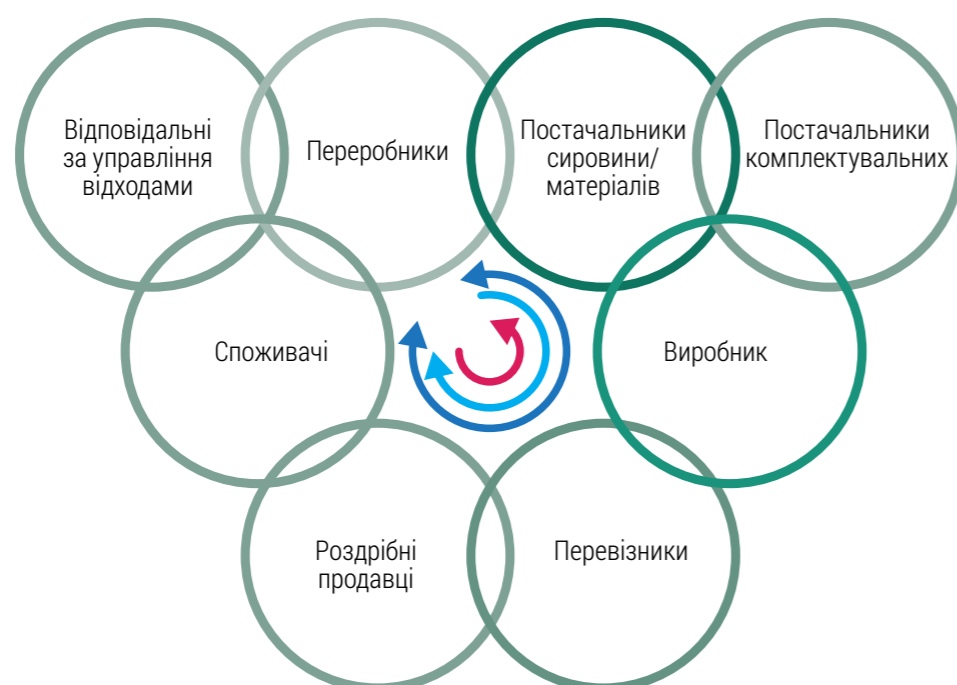 Відповідальні
за управління
відходами
Переробники
Постачальники
сировини/
матеріалів
Постачальники
комплектувальних
Споживачі
Виробник
Роздрібні
продавці
Перевізники